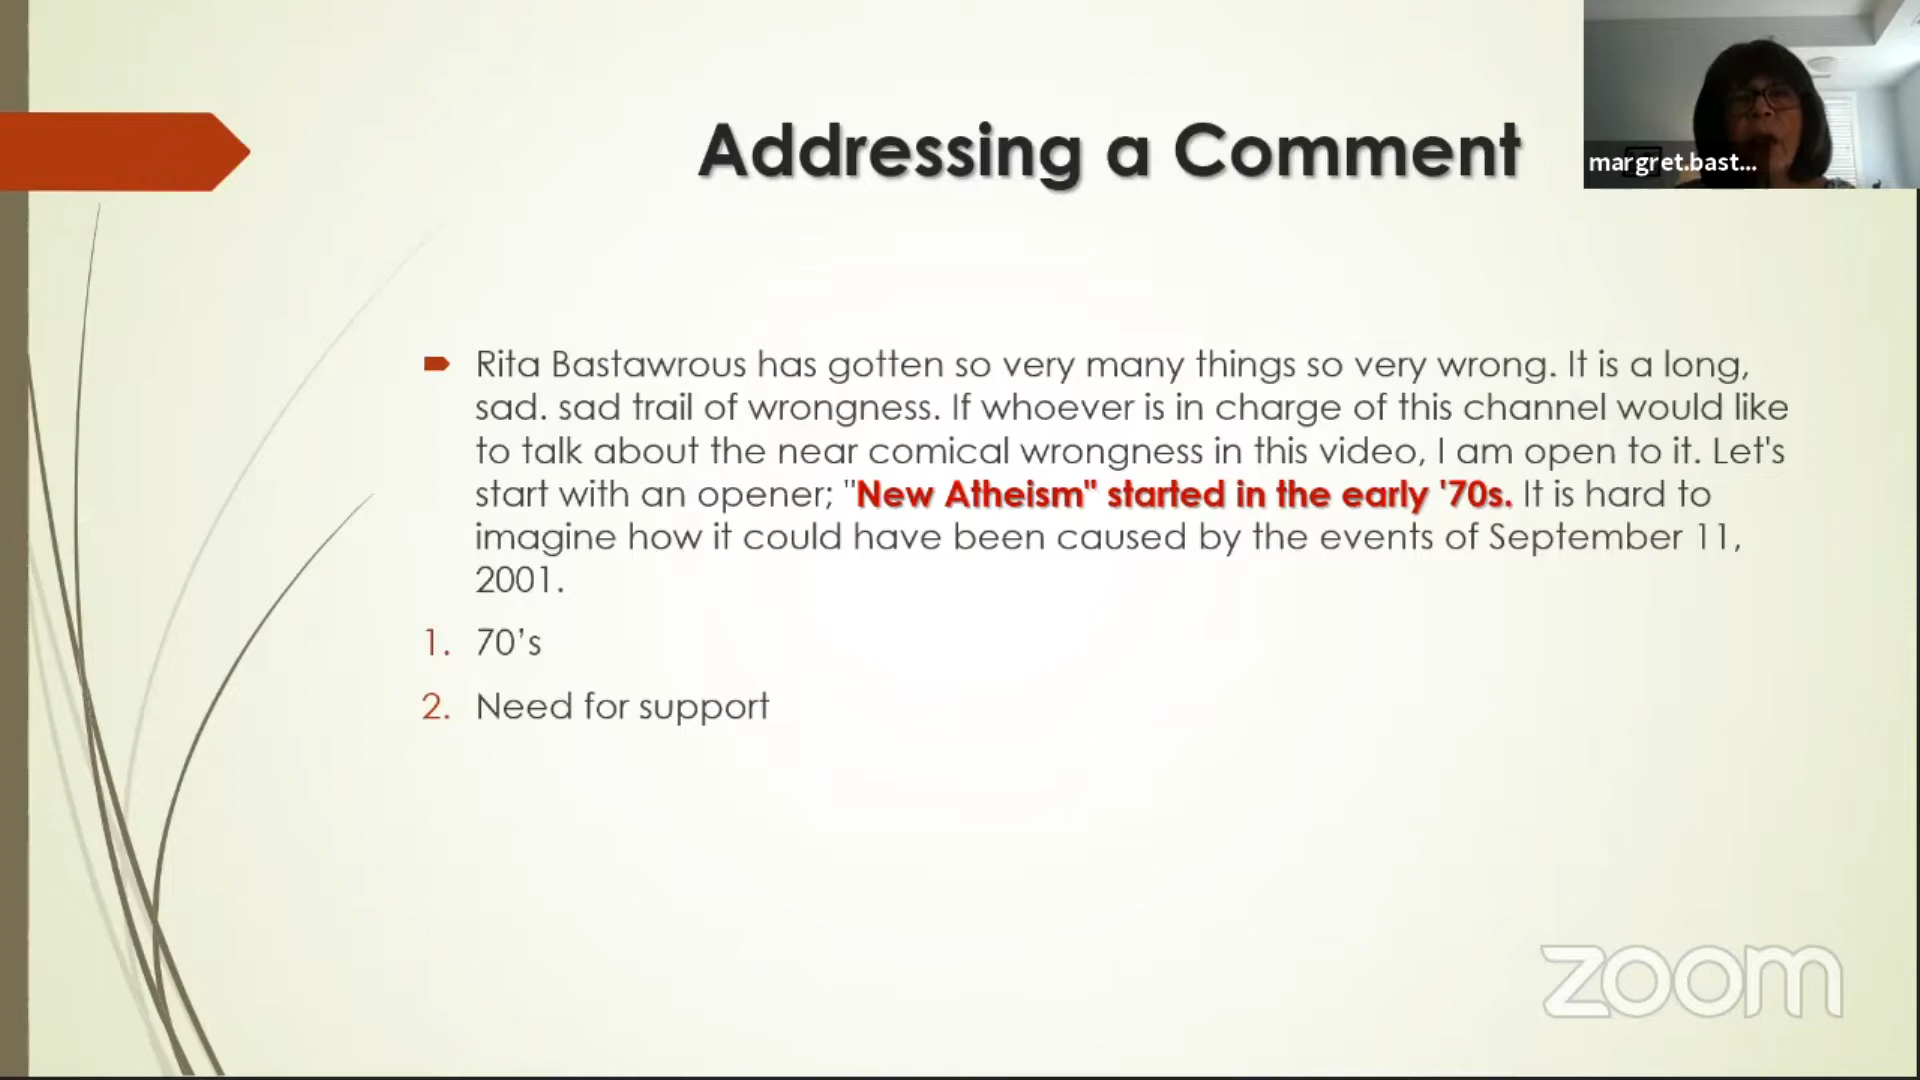 Addressing a Comment
margret.bast...
Rita Bastawrous has gotten so very many things so very wrong. It is a long,
sad. sad trail of wrongness. If whoever is in charge of this channel would like
to talk about the near comical wrongness in this video, I am open to it. Let's
start with an opener; "New Atheism" started in the early '70s. It is hard to
imagine how it could have been caused by the events of September 11,
2001.
1. 70’s
2. Need for support
zoom